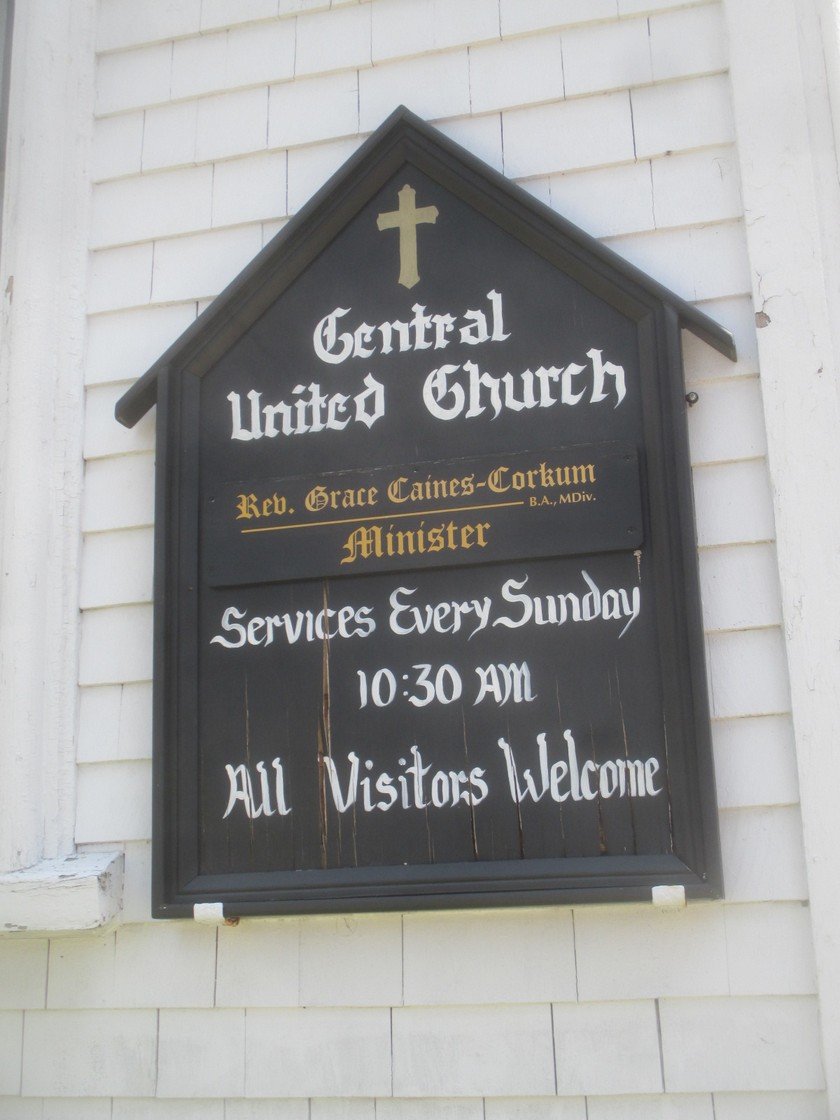 Central
United Church
Rev. Grace Caines-Corkum
B.A., MDiv.
Minister
Services Every Sunday
10:30 AM
All Visitors Welcome